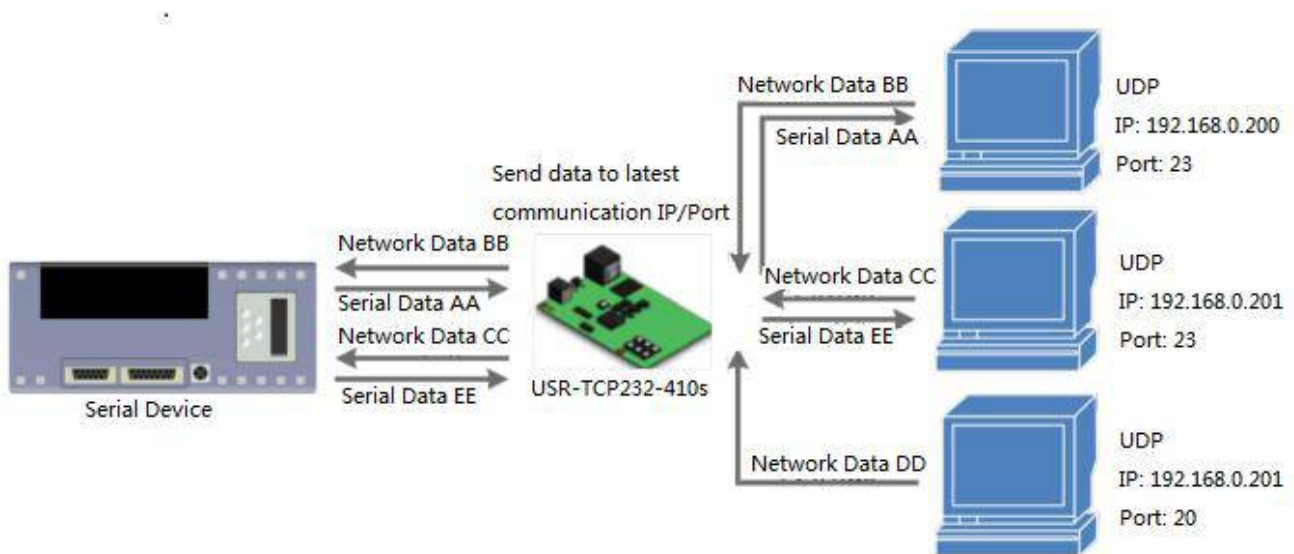 Network Data BB
Serial Data AA
UDP
IP: 192.168.0.200
Port: 23
Send data to latest
communication IP/Port
Network Data BB
Serial Data AA
Network Data CC
Serial Data EE
Serial Device
USR-TCP232-410s
Network Data CC
Serial Data EE
UDP
IP: 192.168.0.201
Port: 23
Network Data DD
UDP
IP: 192.168.0.201
Port: 20